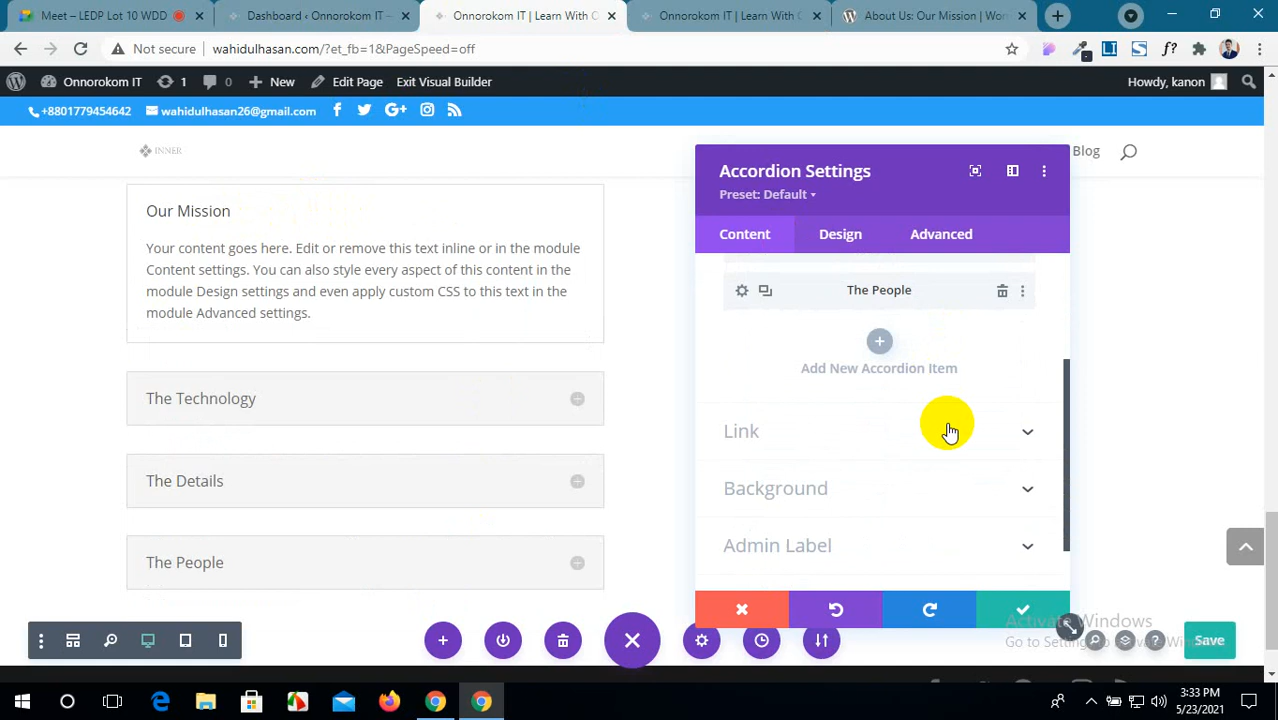 Meet – LEDP Lot 10 WDD
Dashboard ‹ Onnorokom IT —
Onnorokom IT | Learn With O
Onnorokom IT | Learn With O
About Us: Our Mission | Wor
Not secure
wahidulhasan.com/?et_fb=1&PageSpeed=off
Onnorokom IT
1
0
New
Edit Page
Exit Visual Builder
Howdy, kanon
+8801779454642
wahidulhasan26@gmail.com
INNER
Blog
Our Mission
Your content goes here. Edit or remove this text inline or in the module
Content settings. You can also style every aspect of this content in the
module Design settings and even apply custom CSS to this text in the
module Advanced settings.
The Technology
The Details
The People
Accordion Settings
Preset: Default
Content
Design
Advanced
The People
Add New Accordion Item
Link
Background
Admin Label
Activate Windows
Go to Settings to Activate Windows.
Save
3:33 PM
5/23/2021